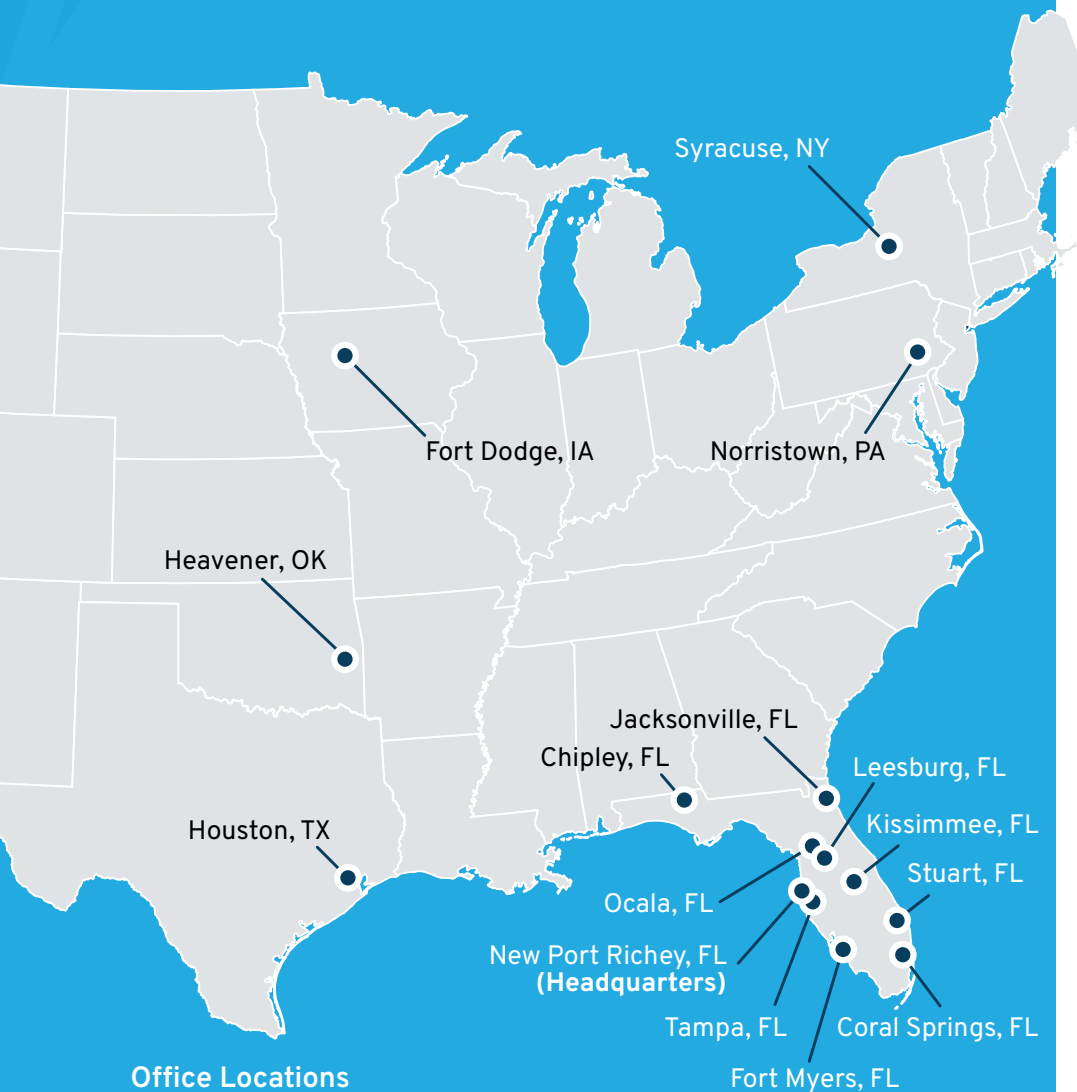 Syracuse, NY
Fort Dodge, IA
Norristown, PA
Heavener, OK
Jacksonville, FL
Chipley, FL
Leesburg, FL
Houston, TX
Kissimmee, FL
Stuart, FL
Ocala, FL
New Port Richey, FL
(Headquarters)
Tampa, FL
Coral Springs, FL
Fort Myers, FL
Office Locations